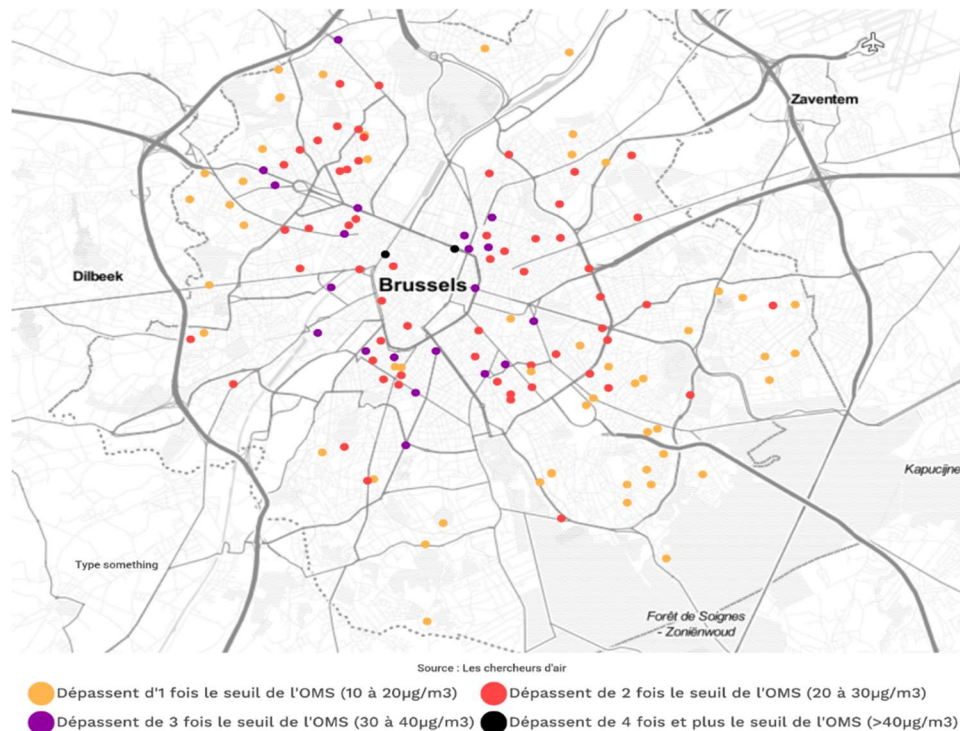 Zaventem
Dilbeek
Brussels
Kapucijne
Type something
Forêt de Soignes
- Zoniënwoud
Source : Les chercheurs d'air
Dépassent d'1 fois le seuil de l'OMS (10 à 20µg/m3)
Dépassent de 2 fois le seuil de l'OMS (20 à 30µg/m3)
Dépassent de 3 fois le seuil de l'OMS (30 à 40µg/m3)
Dépassent de 4 fois et plus le seuil de l'OMS (>40µg/m3)